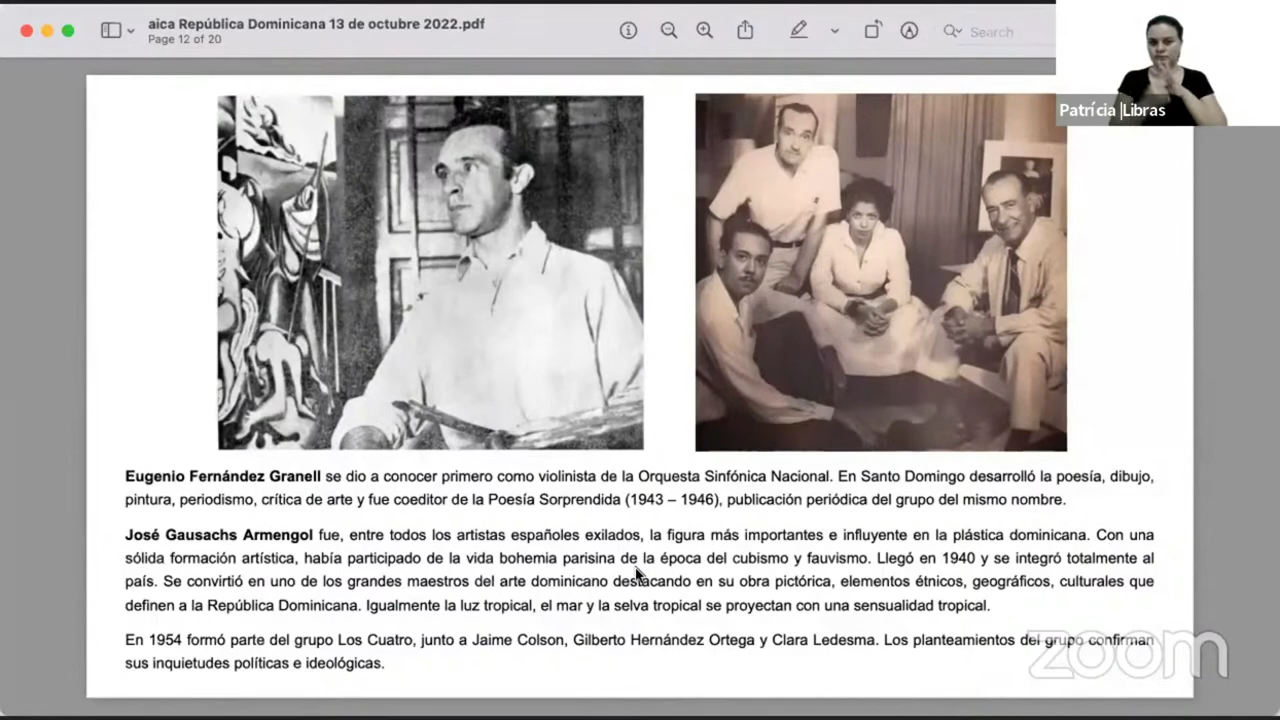 aica República Dominicana 13 de octubre 2022.pdf
Page 12 of 20
Search
Patrícia |Libras
Eugenio Fernández Granell se dio a conocer primero como violinista de la Orquesta Sinfónica Nacional. En Santo Domingo desarrolló la poesía, dibujo,
pintura, periodismo, crítica de arte y fue coeditor de la Poesía Sorprendida (1943 – 1946), publicación periódica del grupo del mismo nombre.
José Gausachs Armengol fue, entre todos los artistas españoles exilados, la figura más importantes e influyente en la plástica dominicana. Con una
sólida formación artística, había participado de la vida bohemia parisina de la época del cubismo y fauvismo. Llegó en 1940 y se integró totalmente al
país. Se convirtió en uno de los grandes maestros del arte dominicano destacando en su obra pictórica, elementos étnicos, geográficos, culturales que
definen a la República Dominicana. Igualmente la luz tropical, el mar y la selva tropical se proyectan con una sensualidad tropical.
En 1954 formó parte del grupo Los Cuatro, junto a Jaime Colson, Gilberto Hernández Ortega y Clara Ledesma. Los planteamientos del grupo confirman
sus inquietudes políticas e ideológicas.
zoom